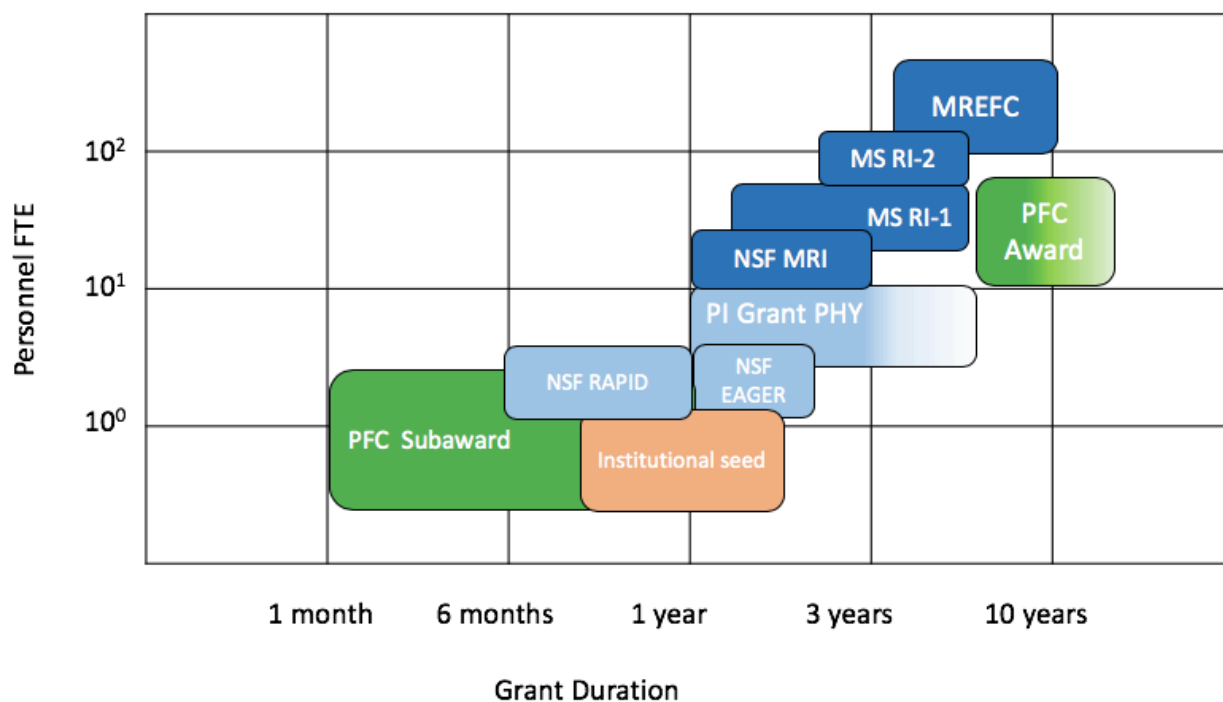 Personnel FTE
10²
10¹
10⁰
MREFC
MS RI-2
MS RI-1
PFC
Award
NSF MRI
PI Grant PHY
NSF RAPID
NSF
EAGER
PFC Subaward
Institutional seed
1 month
6 months
1 year
3 years
10 years
Grant Duration